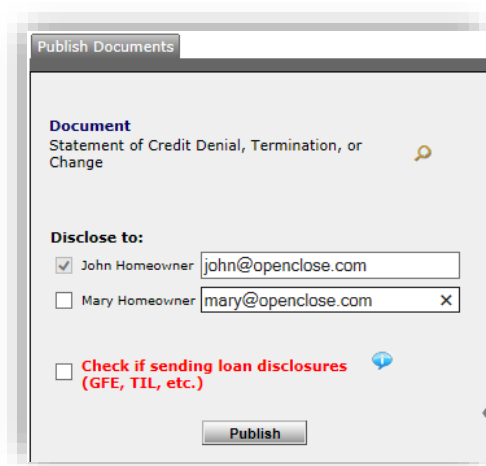 Publish Documents
Document
Statement of Credit Denial, Termination, or
Change
Disclose to:
John Homeowner john@openclose.com
Mary Homeowner mary@openclose.com
Check if sending loan disclosures
(GFE, TIL, etc.)
Publish